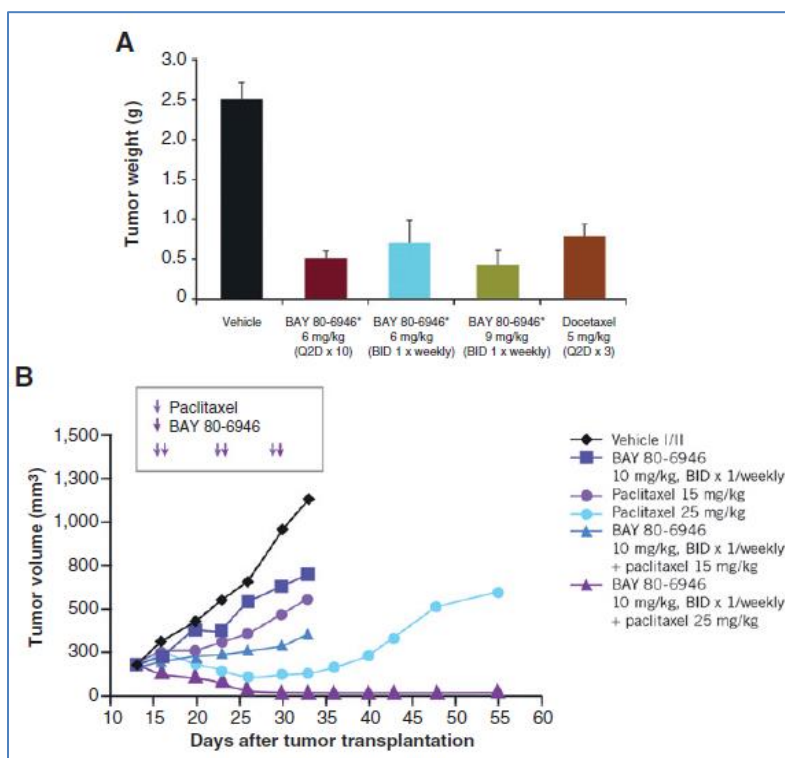 A
3.0
2.5
2.0
1.5
1.0
0.5
0
Tumor weight (g)
Vehicle
BAY 80-6946*
6 mg/kg
(Q2D x 10)
BAY 80-6946*
6 mg/kg
(BID 1 x weekly)
BAY 80-6946*
9 mg/kg
(BID 1 x weekly)
Docetaxel
5 mg/kg
(Q2D x 3)
B
Paclitaxel
BAY 80-6946
1,500
1,300
1,000
800
500
300
0
Tumor volume (mm³)
10 15 20 25 30 35 40 45 50 55 60
Days after tumor transplantation
Vehicle I/II
BAY 80-6946
10 mg/kg, BID x 1/weekly
Paclitaxel 15 mg/kg
Paclitaxel 25 mg/kg
BAY 80-6946
10 mg/kg, BID x 1/weekly
+ paclitaxel 15 mg/kg
BAY 80-6946
10 mg/kg, BID x 1/weekly
+ paclitaxel 25 mg/kg